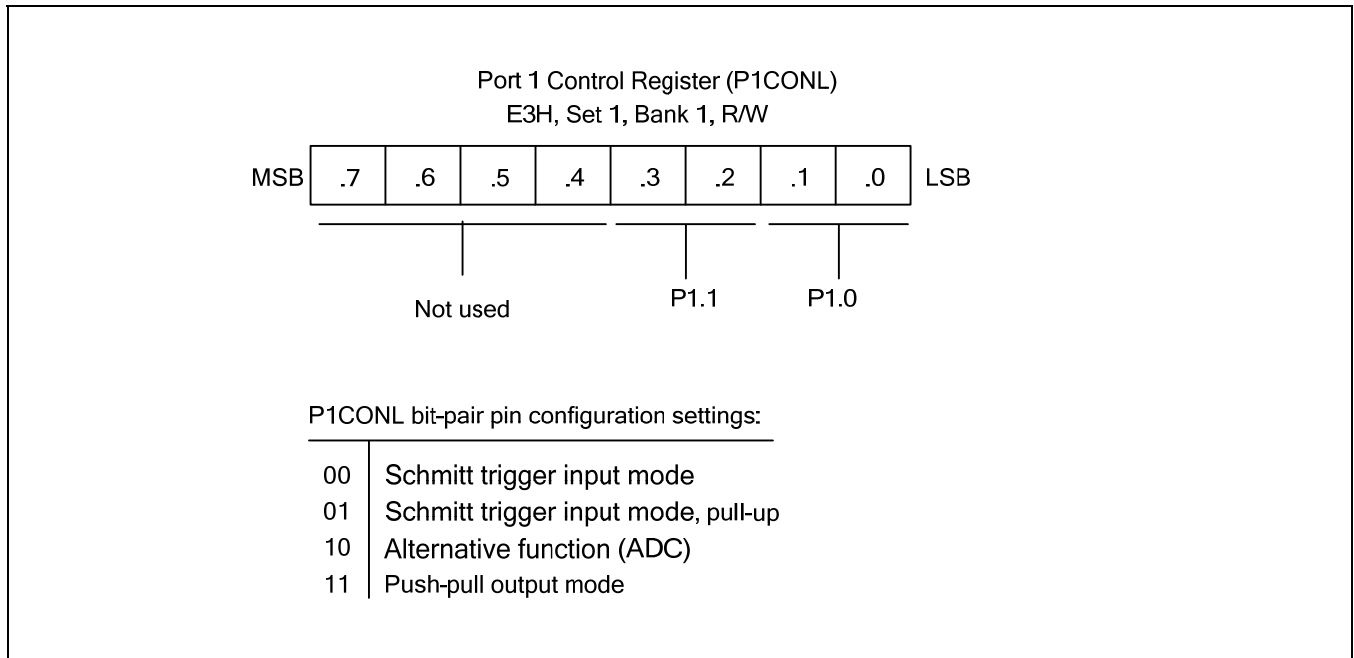 Port 1 Control Register (P1CONL)
E3H, Set 1, Bank 1, R/W
MSB .7 .6 .5 .4 .3 .2 .1 .0 LSB
Not used P1.1 P1.0
P1CONL bit-pair pin configuration settings:
00 Schmitt trigger input mode
01 Schmitt trigger input mode, pull-up
10 Alternative function (ADC)
11 Push-pull output mode